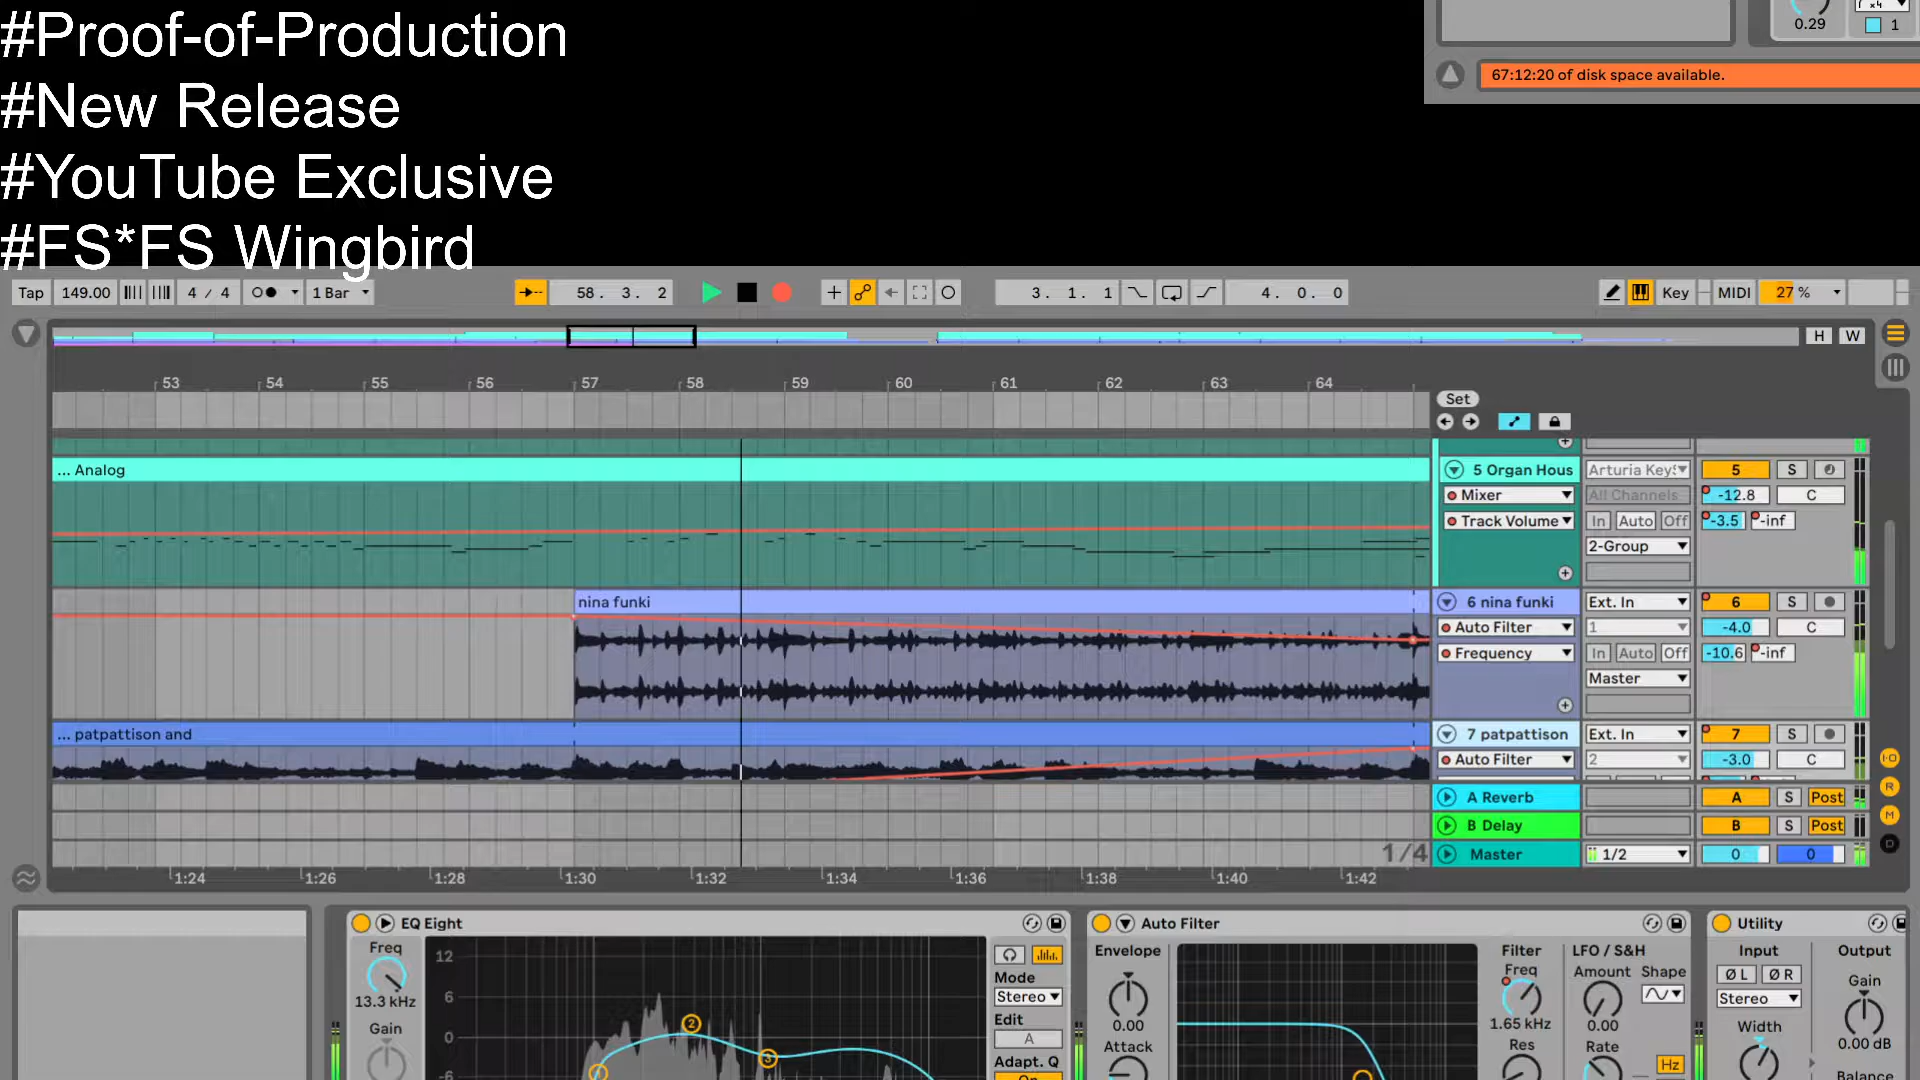 #Proof-of-Production
#New Release
#YouTube Exclusive
#FS*FS Wingbird
0.29
x4
1
67:12:20 of disk space available.
Tap 149.00 4 / 4 1 Bar 58. 3. 2 3. 1. 1 4. 0. 0 Key MIDI 27 %
H W
53 54 55 56 57 58 59 60 61 62 63 64
Set
... Analog
5 Organ Hous
Mixer
Track Volume
All Channels
In Auto Off
2-Group
5 S
-12.8 C
-3.5 -inf
nina funki
6 nina funki
Auto Filter
Frequency
Ext. In
1
In Auto Off
Master
6 S
-4.0 C
-10.6 -inf
... patpattison and
7 patpattison
Auto Filter
Ext. In
2
7 S
-3.0 C
A Reverb A S Post
B Delay B S Post
1/4 Master 1/2 0 0
1:24 1:26 1:28 1:30 1:32 1:34 1:36 1:38 1:40 1:42
R
M
D
EQ Eight
Freq
13.3 kHz
Gain
12
6
0
-6
2
3
Mode
Stereo
Edit
A
Adapt. Q
On
Auto Filter
Envelope
0.00
Attack
Filter
Freq
1.65 kHz
Res
LFO / S&H
Amount Shape
0.00
Rate
Hz
Utility
Input
Ø L Ø R
Stereo
Width
Output
Gain
0.00 dB
Balance